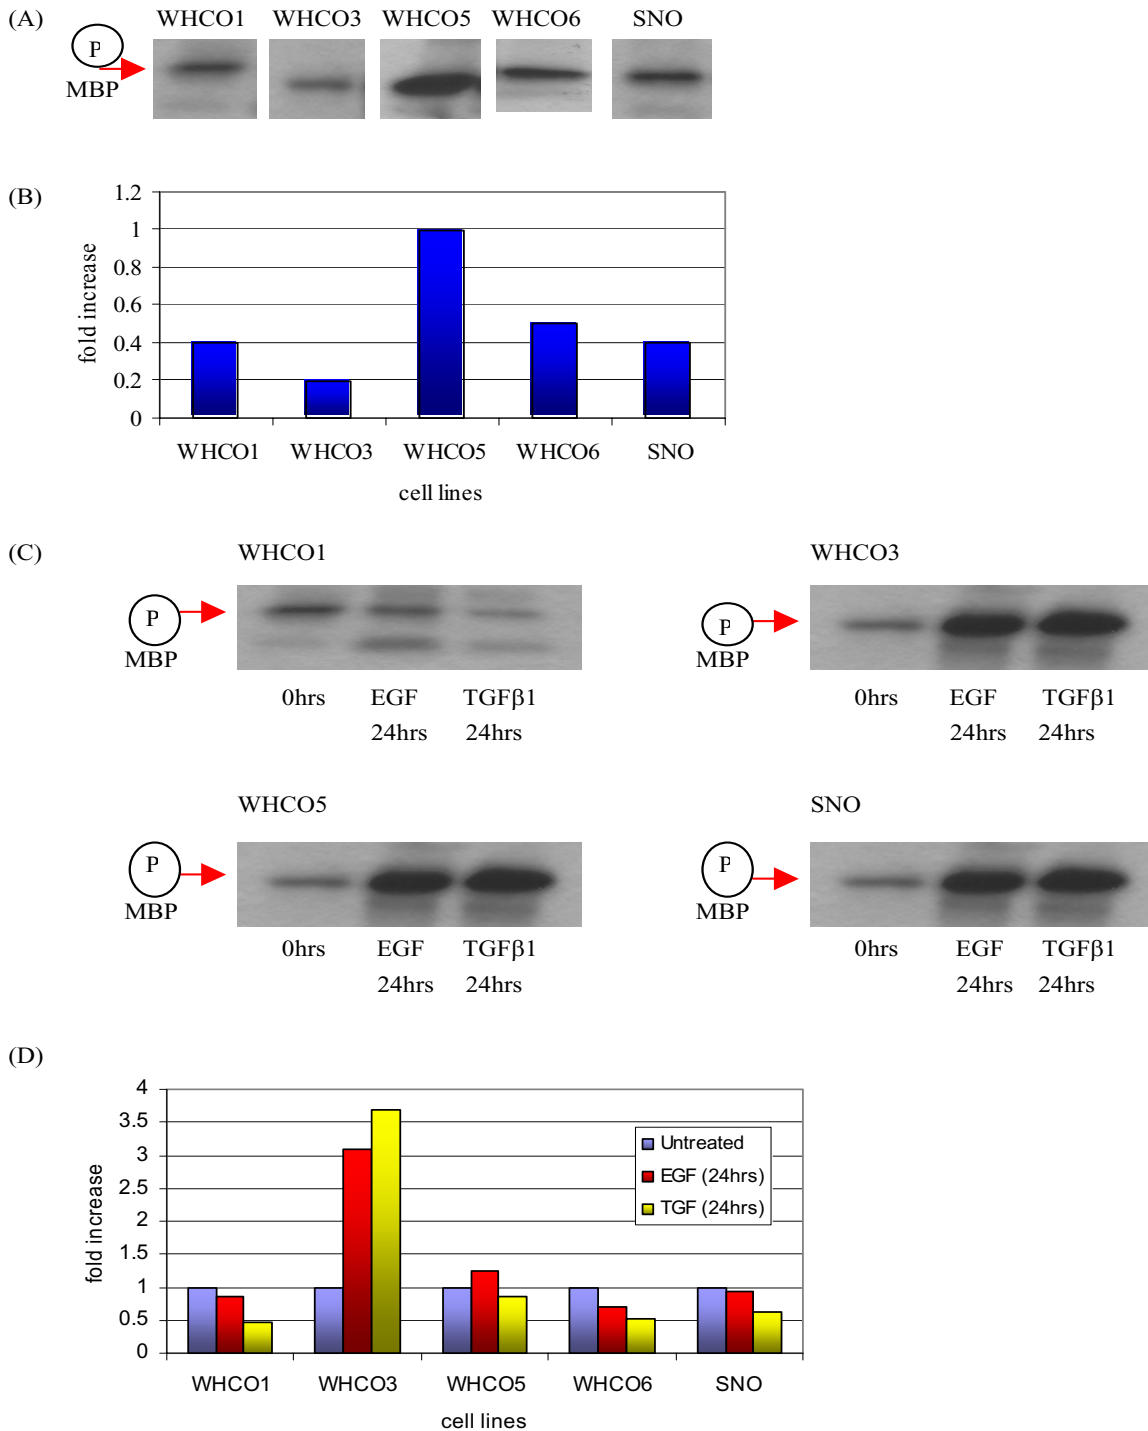 (A)
WHCO1 WHCO3 WHCO5 WHCO6 SNO
P
MBP
(B)
fold increase
1.2
1
0.8
0.6
0.4
0.2
0
WHCO1 WHCO3 WHCO5 WHCO6 SNO
cell lines
(C)
WHCO1
P
MBP
0hrs EGF TGFβ1
24hrs 24hrs
WHCO3
P
MBP
0hrs EGF TGFβ1
24hrs 24hrs
WHCO5
P
MBP
0hrs EGF TGFβ1
24hrs 24hrs
SNO
P
MBP
0hrs EGF TGFβ1
24hrs 24hrs
(D)
fold increase
4
3.5
3
2.5
2
1.5
1
0.5
0
Untreated
EGF (24hrs)
TGF (24hrs)
WHCO1 WHCO3 WHCO5 WHCO6 SNO
cell lines